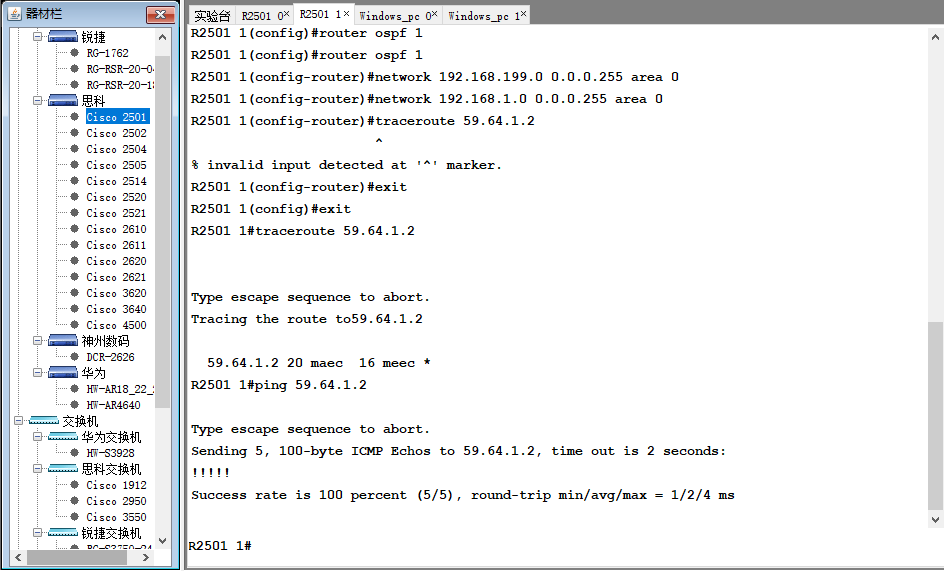 器材栏
锐捷
RG-1762
RG-RSR-20-04
RG-RSR-20-18
思科
Cisco 2501
Cisco 2502
Cisco 2504
Cisco 2505
Cisco 2514
Cisco 2520
Cisco 2521
Cisco 2610
Cisco 2611
Cisco 2620
Cisco 2621
Cisco 3620
Cisco 3640
Cisco 4500
神州数码
DCR-2626
华为
HW-AR18_22_
HW-AR4640
交换机
华为交换机
HW-S3928
思科交换机
Cisco 1912
Cisco 2950
Cisco 3550
锐捷交换机
RG-S3750-24
实验台 R2501 0 R2501 1 Windows_pc 0 Windows_pc 1
R2501 1(config)#router ospf 1
R2501 1(config)#router ospf 1
R2501 1(config-router)#network 192.168.199.0 0.0.0.255 area 0
R2501 1(config-router)#network 192.168.1.0 0.0.0.255 area 0
R2501 1(config-router)#traceroute 59.64.1.2
^
% invalid input detected at '^' marker.
R2501 1(config-router)#exit
R2501 1(config)#exit
R2501 1#traceroute 59.64.1.2
Type escape sequence to abort.
Tracing the route to59.64.1.2
59.64.1.2 20 maec 16 meec *
R2501 1#ping 59.64.1.2
Type escape sequence to abort.
Sending 5, 100-byte ICMP Echos to 59.64.1.2, time out is 2 seconds:
!!!!!
Success rate is 100 percent (5/5), round-trip min/avg/max = 1/2/4 ms
R2501 1#